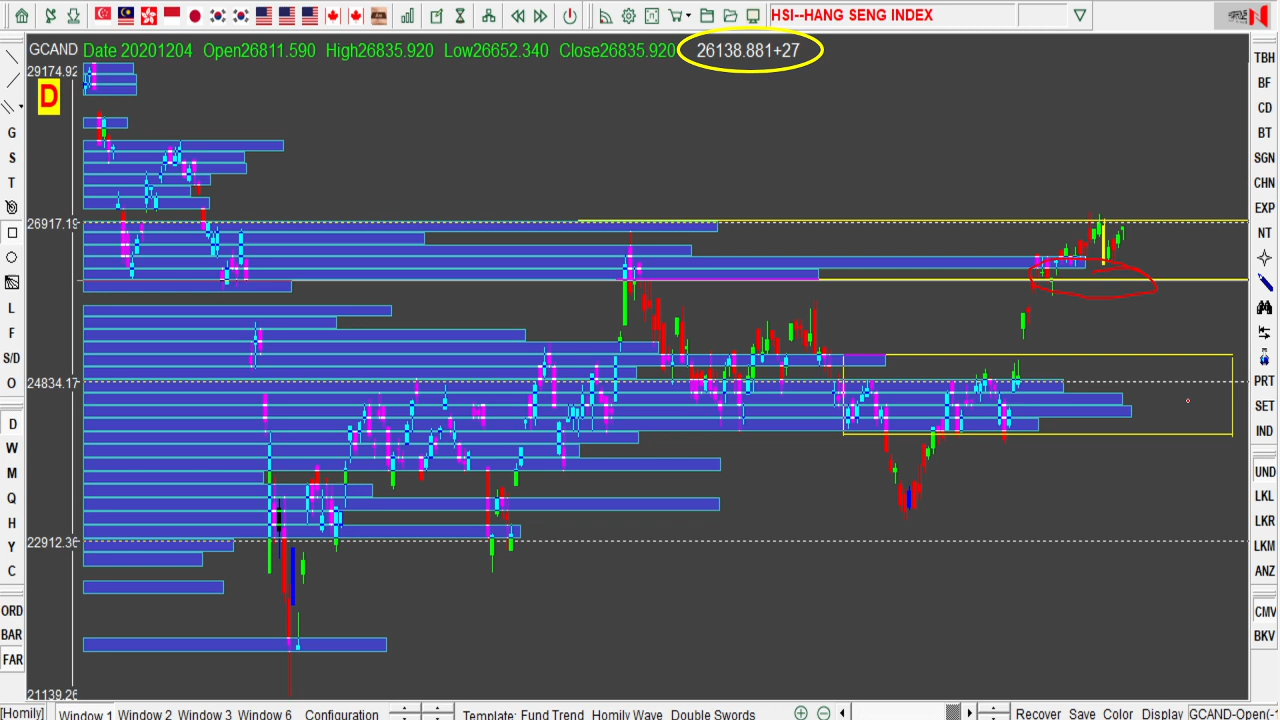 HSI--HANG SENG INDEX
GCAND Date 20201204 Open26811.590 High26835.920 Low26652.340 Close26835.920 26138.881+27
29174.92
D
26917.19
24834.17
22912.36
21139.26
G
S
T
L
F
S/D
O
D
W
M
Q
H
Y
C
ORD
BAR
FAR
TBH
BF
CD
BT
SGN
CHN
EXP
NT
PRT
SET
IND
UND
LKL
LKR
LKM
ANZ
CMV
BKV
[Homily] Window 1 Window 2 Window 3 Window 6 Configuration Template: Fund Trend Homily Wave Double Swords Recover Save Color Display GCAND-Open(-1